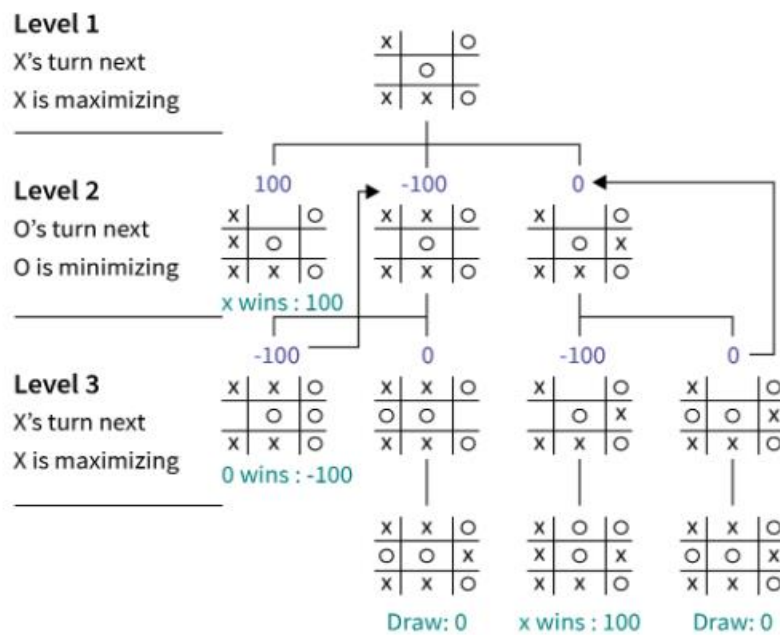 Level 1
X's turn next
X is maximizing
X O
O
X X O
100 -100 0
Level 2
O's turn next
O is minimizing
X O X X O X O
X O O O X
X X O X X O X X O
x wins : 100
-100 0 -100 0
Level 3
X's turn next
X is maximizing
X X O X X O X O X O
O O O O O X O O X
X X O X X O X X O X X O
0 wins : -100
X X O X O O X X O
O O X X O X O O X
X X O X X O X X O
Draw: 0 x wins : 100 Draw: 0